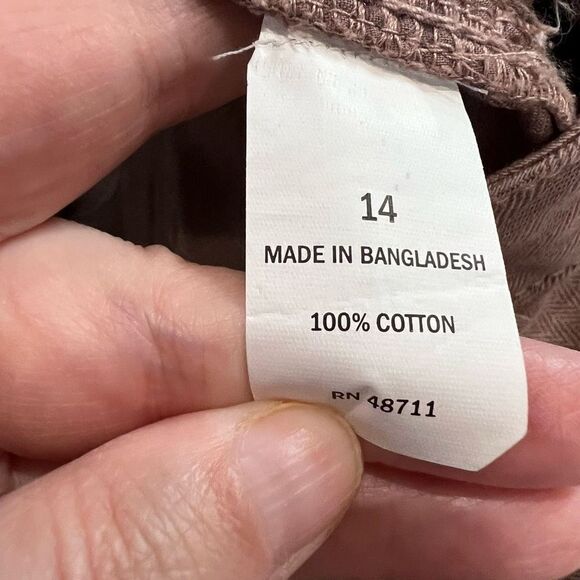 14
MADE IN BANGLADESH
100% COTTON
RN 48711